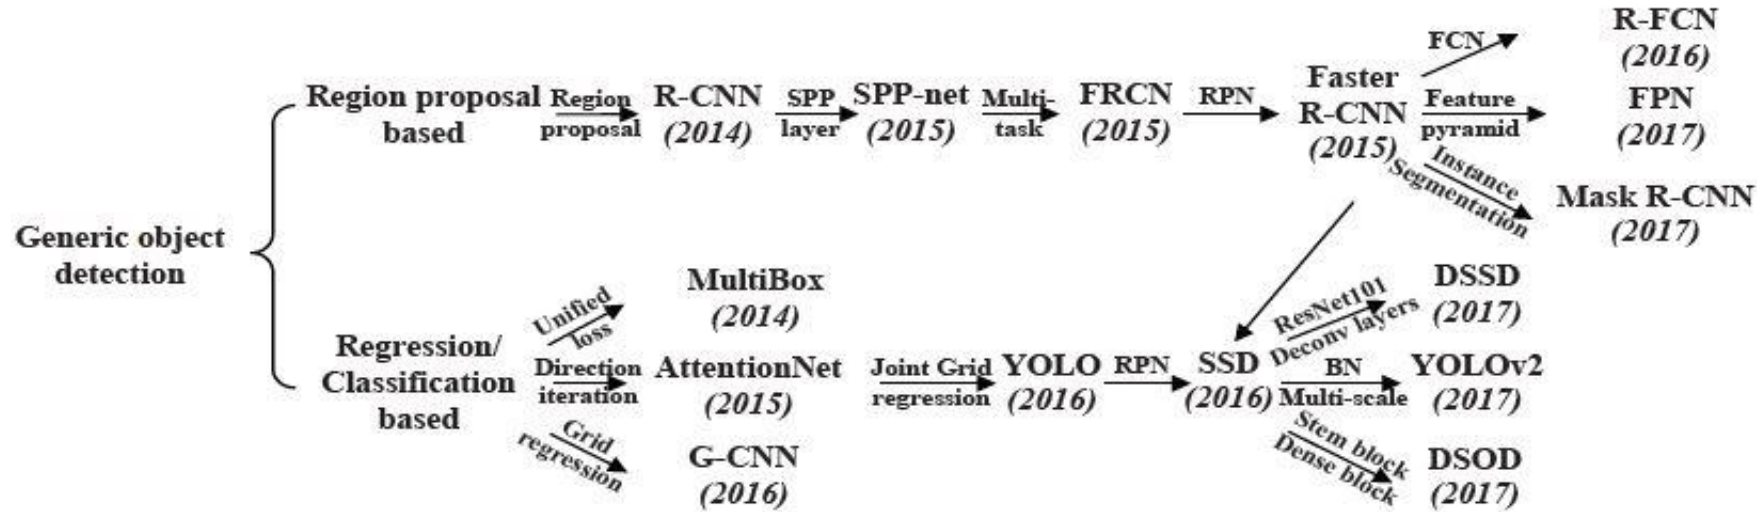 Generic object
detection
Region proposal
based
Region
proposal
R-CNN
(2014)
SPP
layer
SPP-net
(2015)
Multi-
task
FRCN
(2015)
RPN
Faster
R-CNN
(2015)
FCN
R-FCN
(2016)
Feature
pyramid
FPN
(2017)
Instance
Segmentation
Mask R-CNN
(2017)
Regression/
Classification
based
Unified
loss
MultiBox
(2014)
Direction
iteration
AttentionNet
(2015)
Grid
regression
G-CNN
(2016)
Joint Grid
regression
YOLO
(2016)
RPN
SSD
(2016)
ResNet101
Deconv layers
DSSD
(2017)
BN
Multi-scale
YOLOv2
(2017)
Stem block
Dense block
DSOD
(2017)